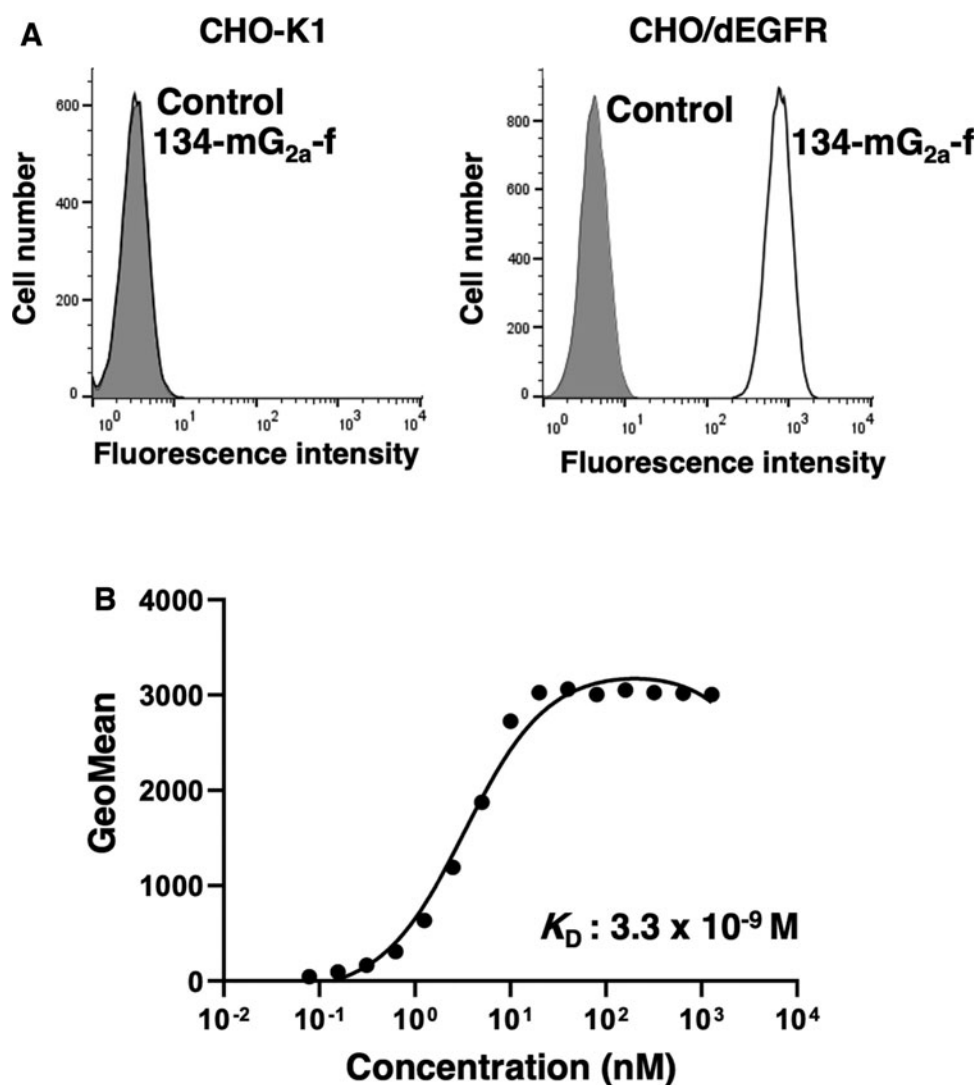 A
CHO-K1
CHO/dEGFR
Cell number
600
400
200
0
Control
134-mG2a-f
10^0 10^1 10^2 10^3 10^4
Fluorescence intensity
Cell number
800
600
400
200
0
Control
134-mG2a-f
10^0 10^1 10^2 10^3 10^4
Fluorescence intensity
B
GeoMean
4000
3000
2000
1000
0
KD : 3.3 x 10^-9 M
10^-2 10^-1 10^0 10^1 10^2 10^3 10^4
Concentration (nM)